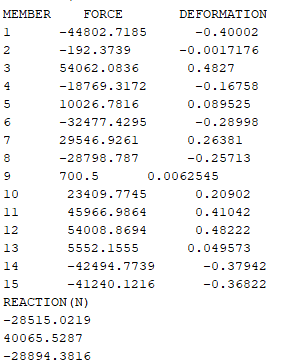 MEMBER FORCE DEFORMATION
1 -44802.7185 -0.40002
2 -192.3739 -0.0017176
3 54062.0836 0.4827
4 -18769.3172 -0.16758
5 10026.7816 0.089525
6 -32477.4295 -0.28998
7 29546.9261 0.26381
8 -28798.787 -0.25713
9 700.5 0.0062545
10 23409.7745 0.20902
11 45966.9864 0.41042
12 54008.8694 0.48222
13 5552.1555 0.049573
14 -42494.7739 -0.37942
15 -41240.1216 -0.36822
REACTION(N)
-28515.0219
40065.5287
-28894.3816